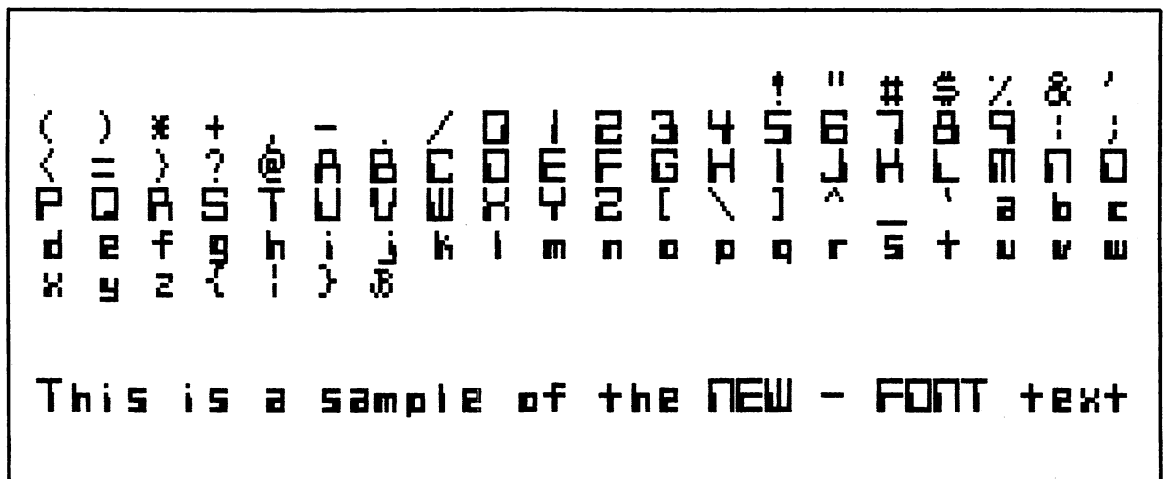 ! " # $ % & '
( ) * + , - . / 0 1 2 3 4 5 6 7 8 9 : ;
< = > ? @ A B C D E F G H I J K L M N O
P Q R S T U V W X Y Z [ \ ] ^ _ ` a b c
d e f g h i j k l m n o p q r s t u v w
x y z { | }
This is a sample of the NEW - FONT text